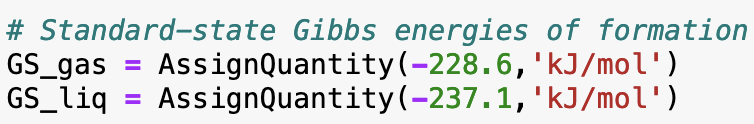 # Standard-state Gibbs energies of formation
GS_gas = AssignQuantity(-228.6,'kJ/mol')
GS_liq = AssignQuantity(-237.1,'kJ/mol')